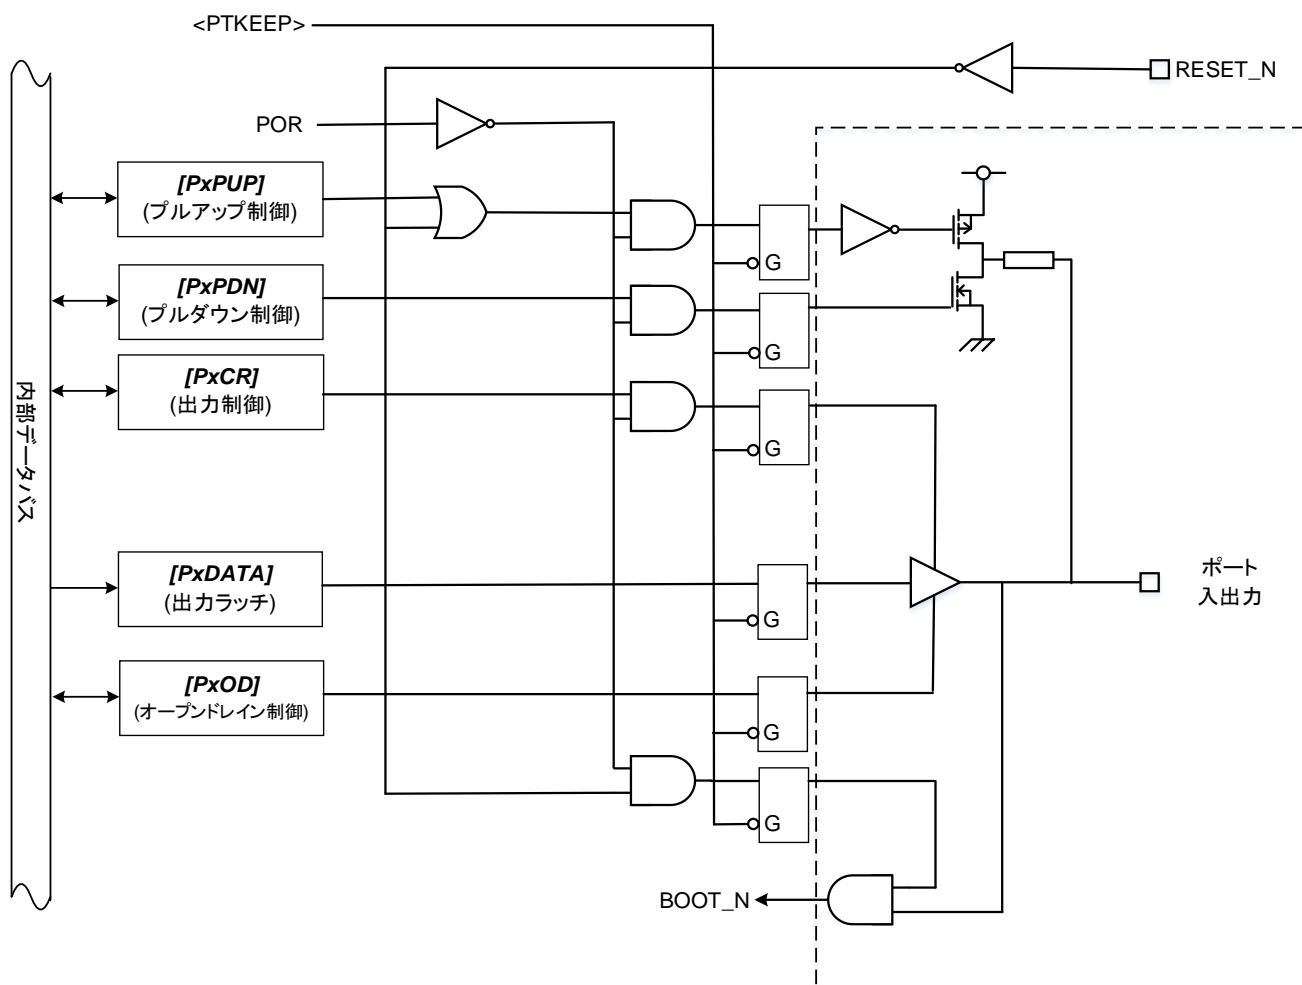 <PTKEEP>
RESET_N
POR
[PxPUP]
(プルアップ制御)
G
[PxPDN]
(プルダウン制御)
G
[PxCR]
(出力制御)
G
内部データバス
[PxDATA]
(出力ラッチ)
G
ポート
入出力
[PxOD]
(オープンドレイン制御)
G
G
BOOT_N